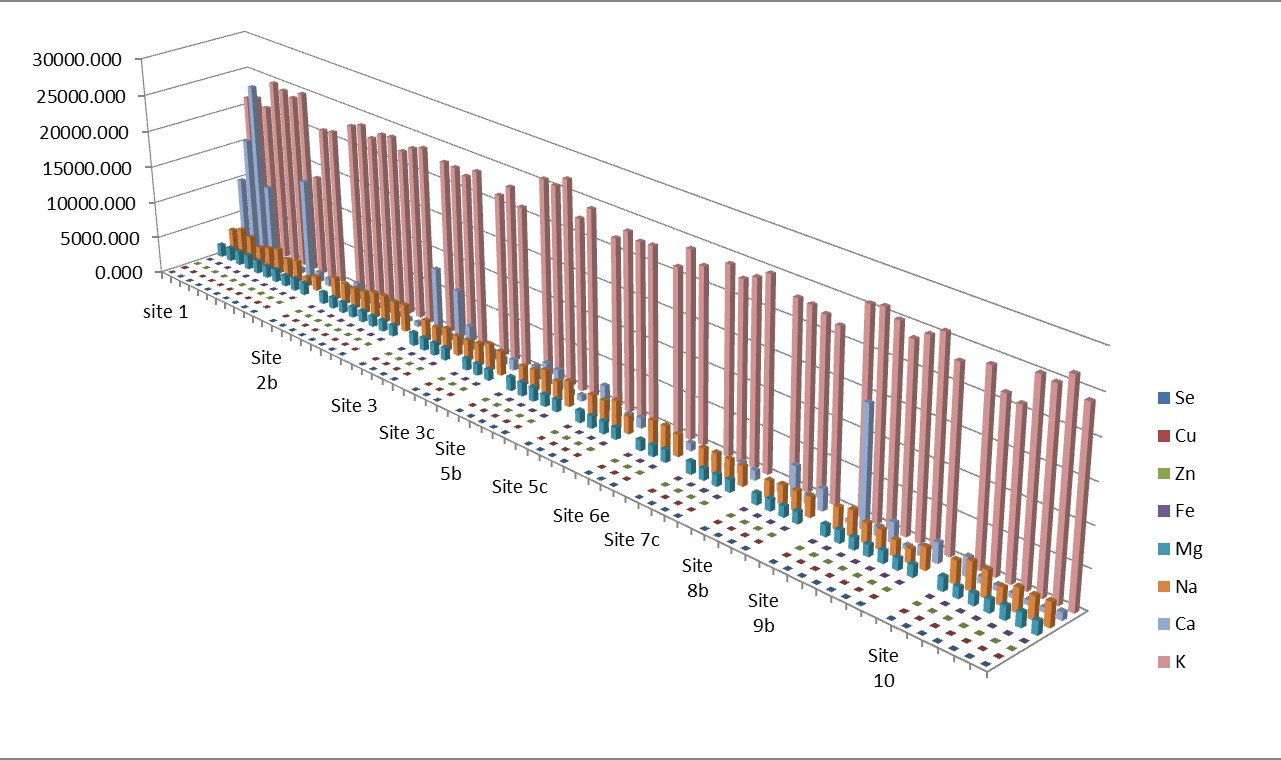 30000.000
25000.000
20000.000
15000.000
10000.000
5000.000
0.000
site 1
Site
2b
Site 3
Site 3c
Site
5b
Site 5c
Site 6e
Site 7c
Site
8b
Site
9b
Site
10
Se
Cu
Zn
Fe
Mg
Na
Ca
K